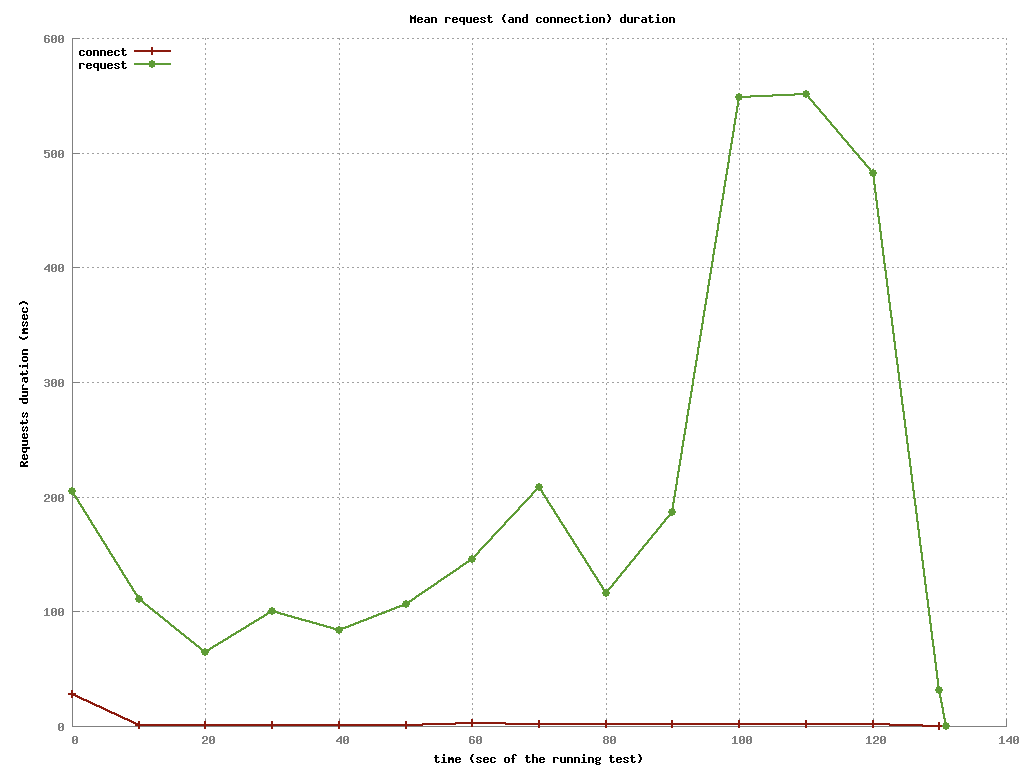 Mean request (and connection) duration
connect
request
600
500
400
300
200
100
0
Requests duration (msec)
0 20 40 60 80 100 120 140
time (sec of the running test)